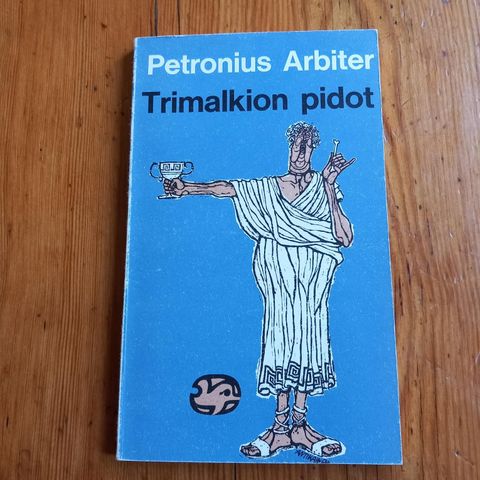 Petronius Arbiter
Trimalkion pidot